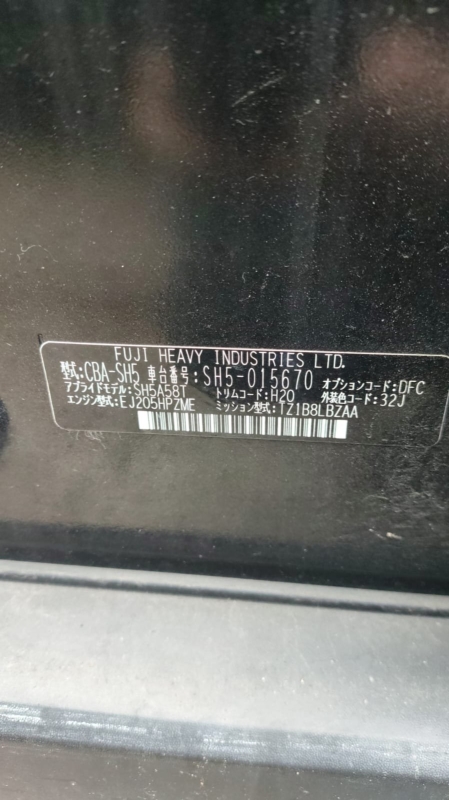 FUJI HEAVY INDUSTRIES LTD.
型式:CBA-SH5 車台番号:SH5-015670 オプションコード:DFC
アプライドモデル:SH5A58T トリムコード:H20 外装色コード:32J
エンジン型式:EJ205HPZME ミッション型式:TZ1B8LBZAA